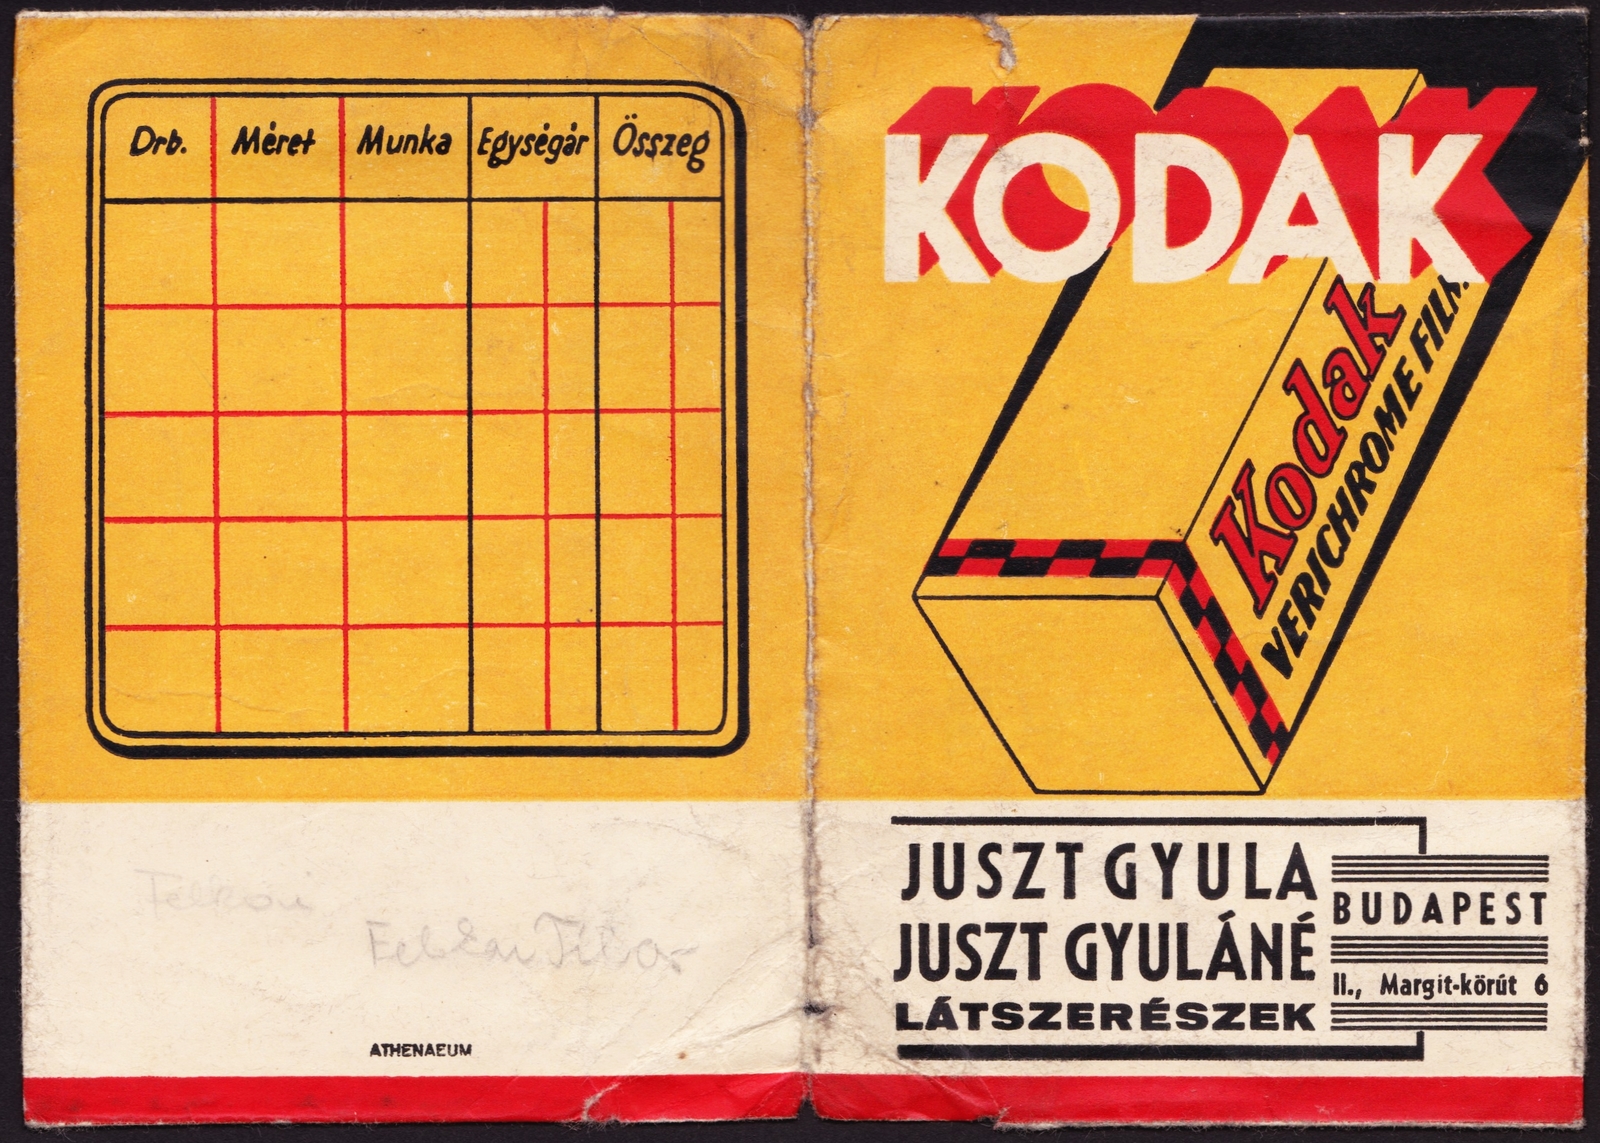 Drb. Méret Munka Egységár Összeg
ATHENAEUM
KODAK
Kodak
VERICHROME FILM
JUSZT GYULA
JUSZT GYULÁNÉ
LÁTSZERÉSZEK
BUDAPEST
II., Margit-körút 6